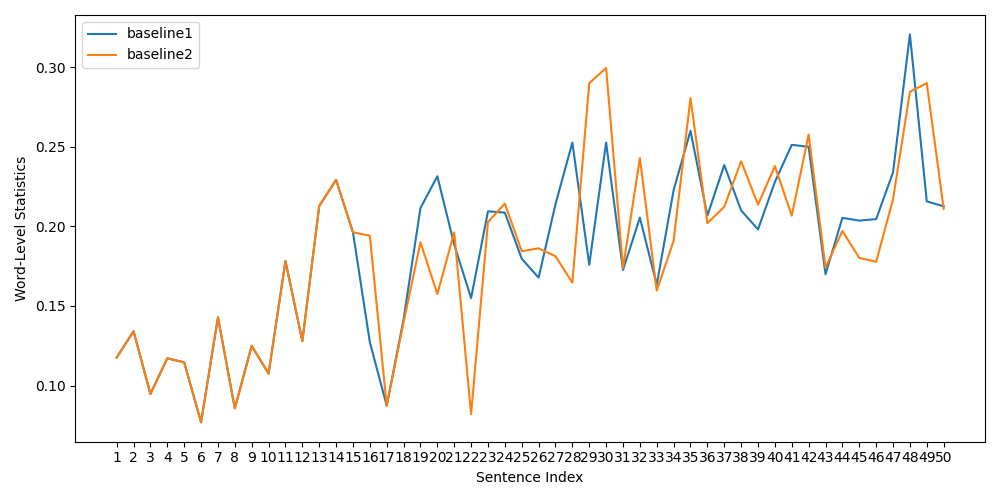 baseline1
baseline2
0.30
0.25
0.20
0.15
0.10
Word-Level Statistics
1 2 3 4 5 6 7 8 9 10 11 12 13 14 15 16 17 18 19 20 21 22 23 24 25 26 27 28 29 30 31 32 33 34 35 36 37 38 39 40 41 42 43 44 45 46 47 48 49 50
Sentence Index